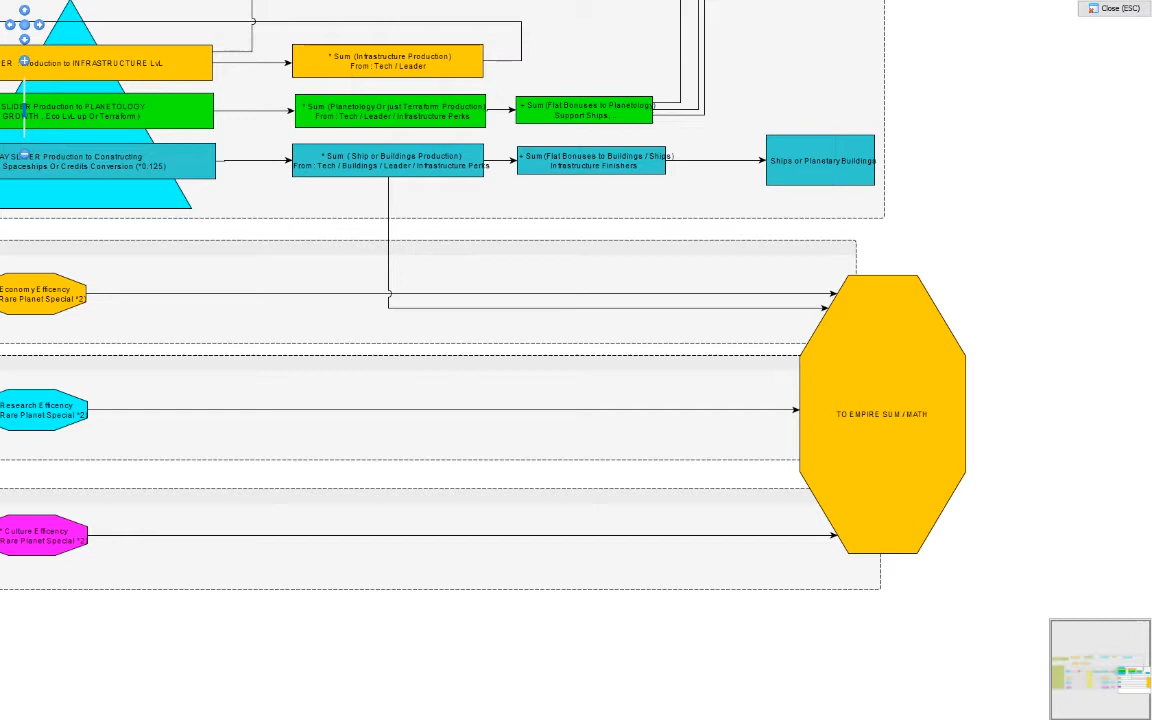 Close (ESC)
ER : Production to INFRASTRUCTURE LvL
* Sum (Infrastructure Production)
From : Tech / Leader
SLIDER Production to PLANETOLOGY
GROWTH , Eco LvL up Or Terraform )
* Sum (Planetology Or just Terraform Production)
From : Tech / Leader / Infrastructure Perks
+ Sum(Flat Bonuses to Planetology)
Support Ships,...
AY SLIDER Production to Constructing
Spaceships Or Credits Conversion (*0.125)
* Sum ( Ship or Buildings Production)
From : Tech / Buildings / Leader / Infrastructure Perks
+ Sum(Flat Bonuses to Buildings / Ships)
Infrastructure Finishers
Ships or Planetary Buildings
Economy Efficency
Rare Planet Special *2)
Research Efficency
Rare Planet Special *2)
TO EMPIRE SUM / MATH
* Culture Efficency
Rare Planet Special *2)